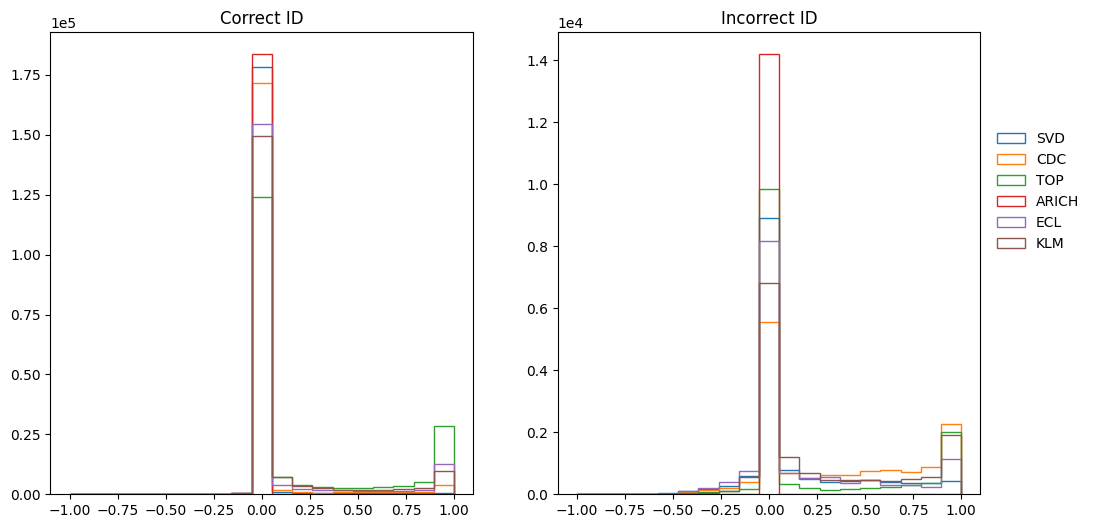 Correct ID
1e5
1.75
1.50
1.25
1.00
0.75
0.50
0.25
0.00
−1.00 −0.75 −0.50 −0.25 0.00 0.25 0.50 0.75 1.00
Incorrect ID
1e4
1.4
1.2
1.0
0.8
0.6
0.4
0.2
0.0
−1.00 −0.75 −0.50 −0.25 0.00 0.25 0.50 0.75 1.00
SVD
CDC
TOP
ARICH
ECL
KLM